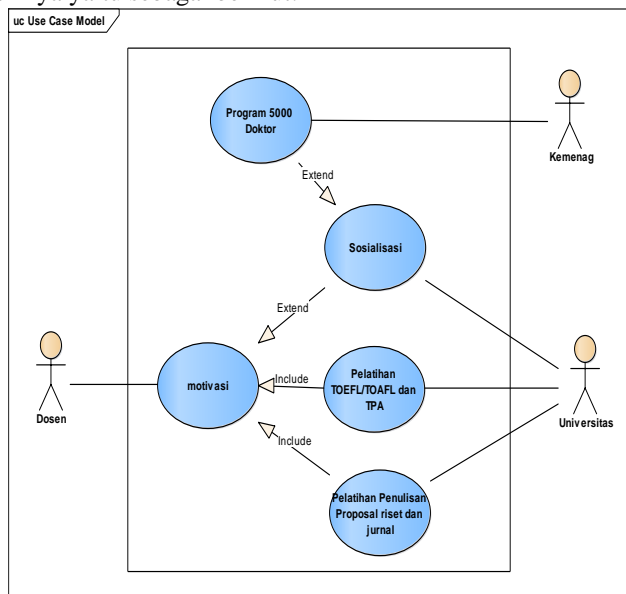 uc Use Case Model
Program 5000
Doktor
Kemenag
Extend
Sosialisasi
Extend
motivasi
Dosen
Include
Pelatihan
TOEFL/TOAFL dan
TPA
Universitas
Include
Pelatihan Penulisan
Proposal riset dan
jurnal